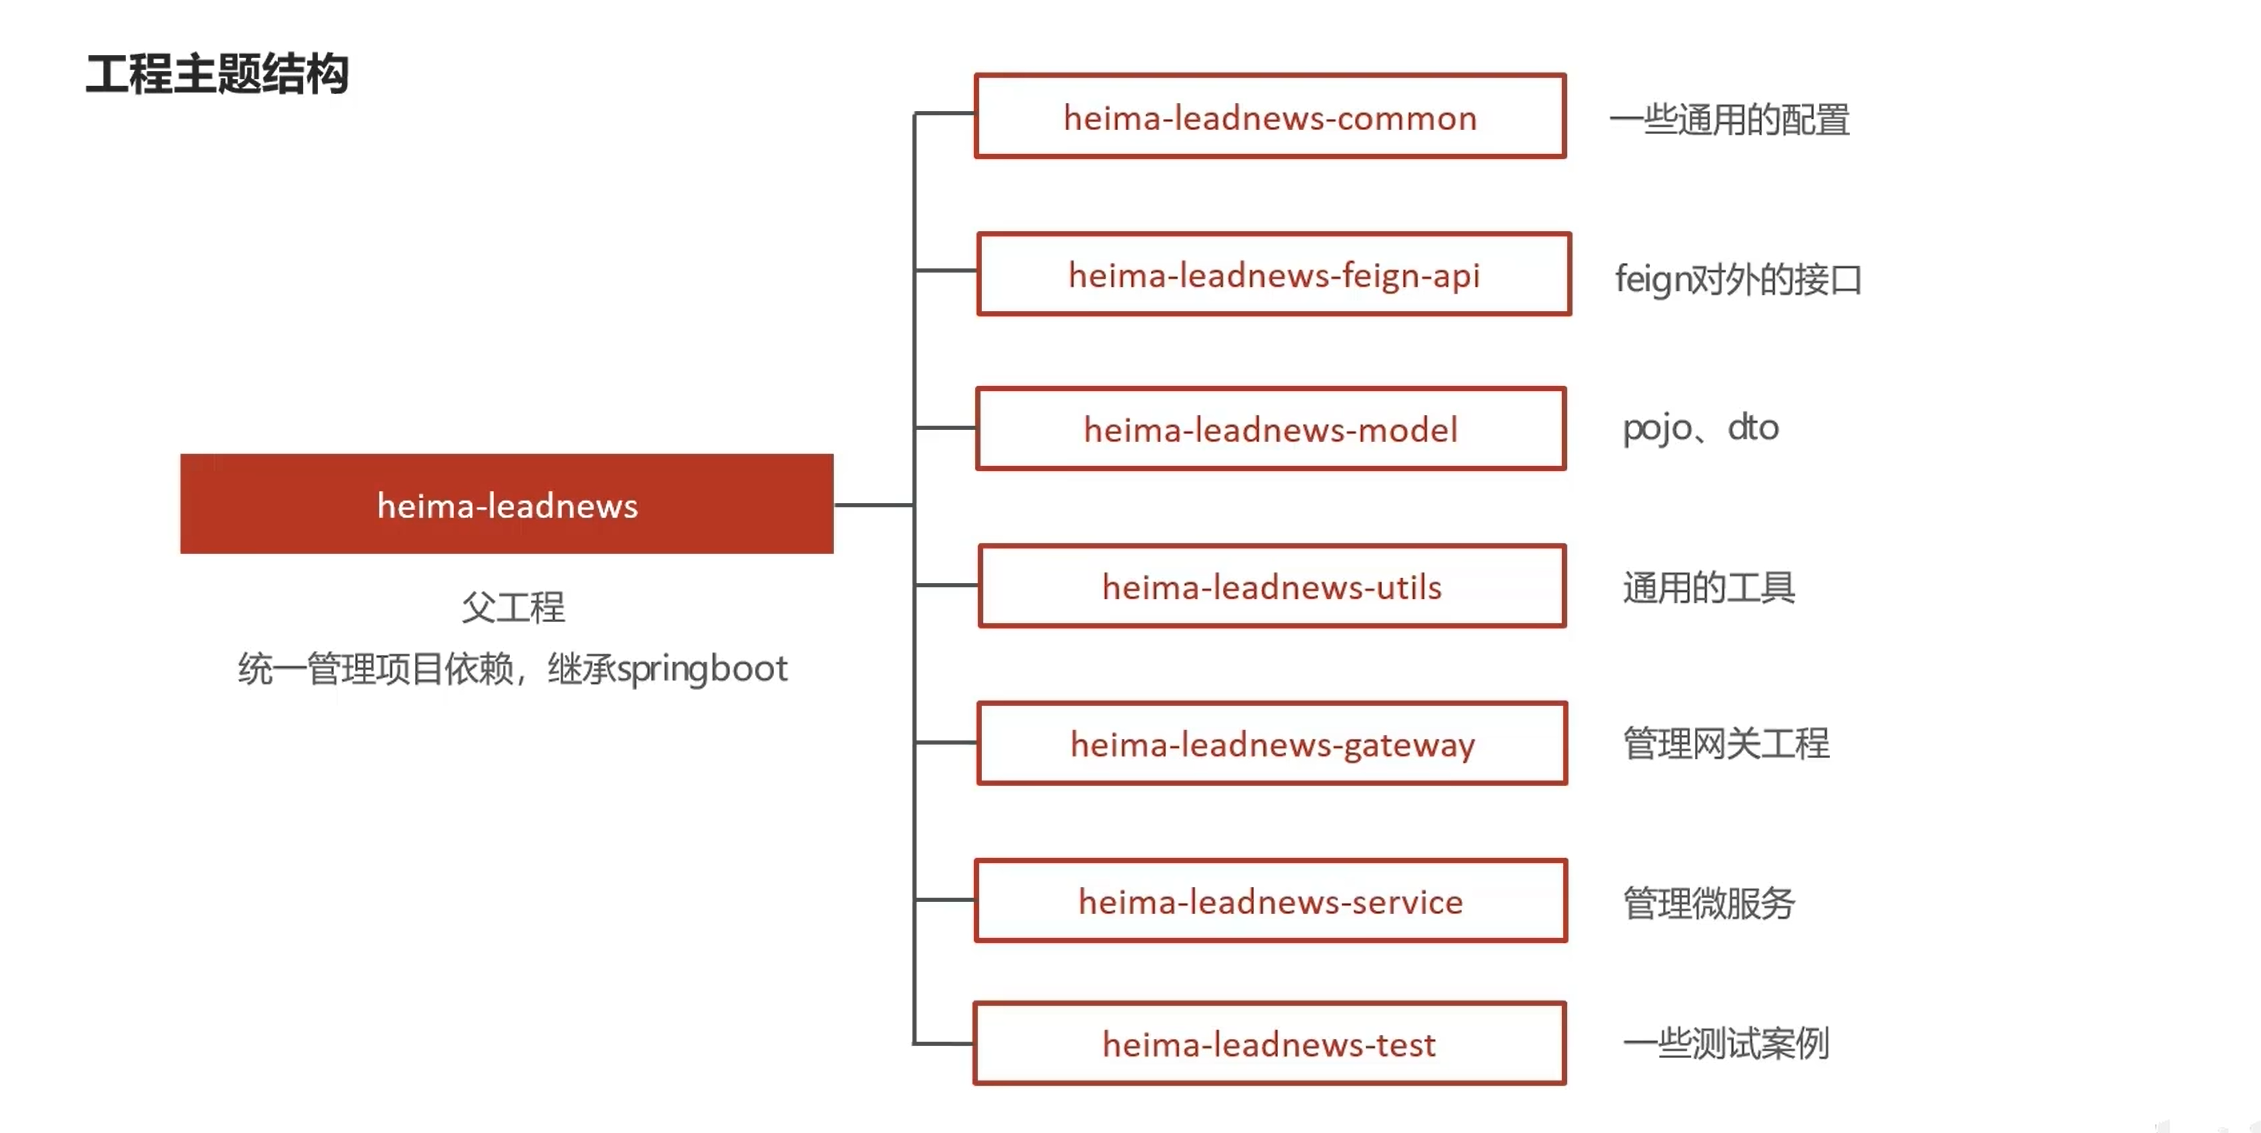 工程主题结构
heima-leadnews-common 一些通用的配置
heima-leadnews-feign-api feign对外的接口
heima-leadnews-model pojo、dto
heima-leadnews
父工程
统一管理项目依赖，继承springboot
heima-leadnews-utils 通用的工具
heima-leadnews-gateway 管理网关工程
heima-leadnews-service 管理微服务
heima-leadnews-test 一些测试案例